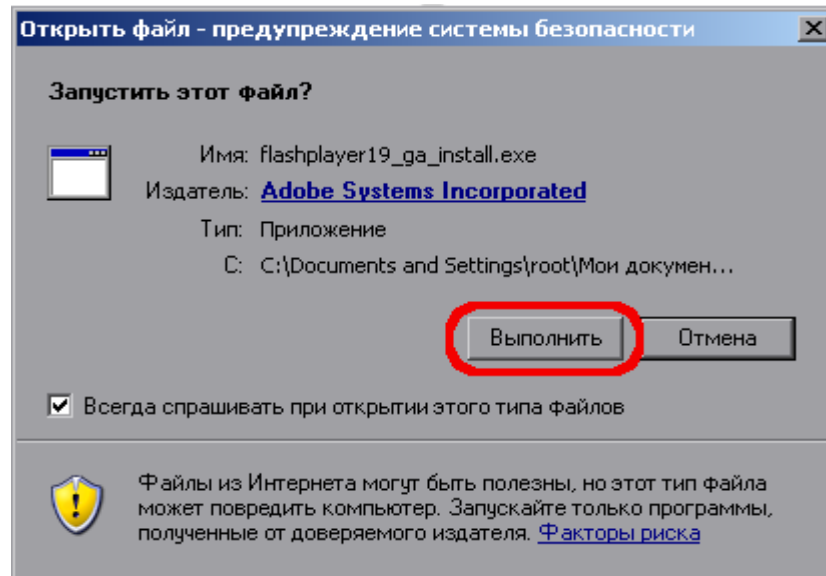 Открыть файл - предупреждение системы безопасности
Запустить этот файл?
Имя: flashplayer19_ga_install.exe
Издатель: Adobe Systems Incorporated
Тип: Приложение
С: C:\Documents and Settings\root\Мои докумен...
Выполнить Отмена
Всегда спрашивать при открытии этого типа файлов
Файлы из Интернета могут быть полезны, но этот тип файла
может повредить компьютер. Запускайте только программы,
полученные от доверяемого издателя. Факторы риска